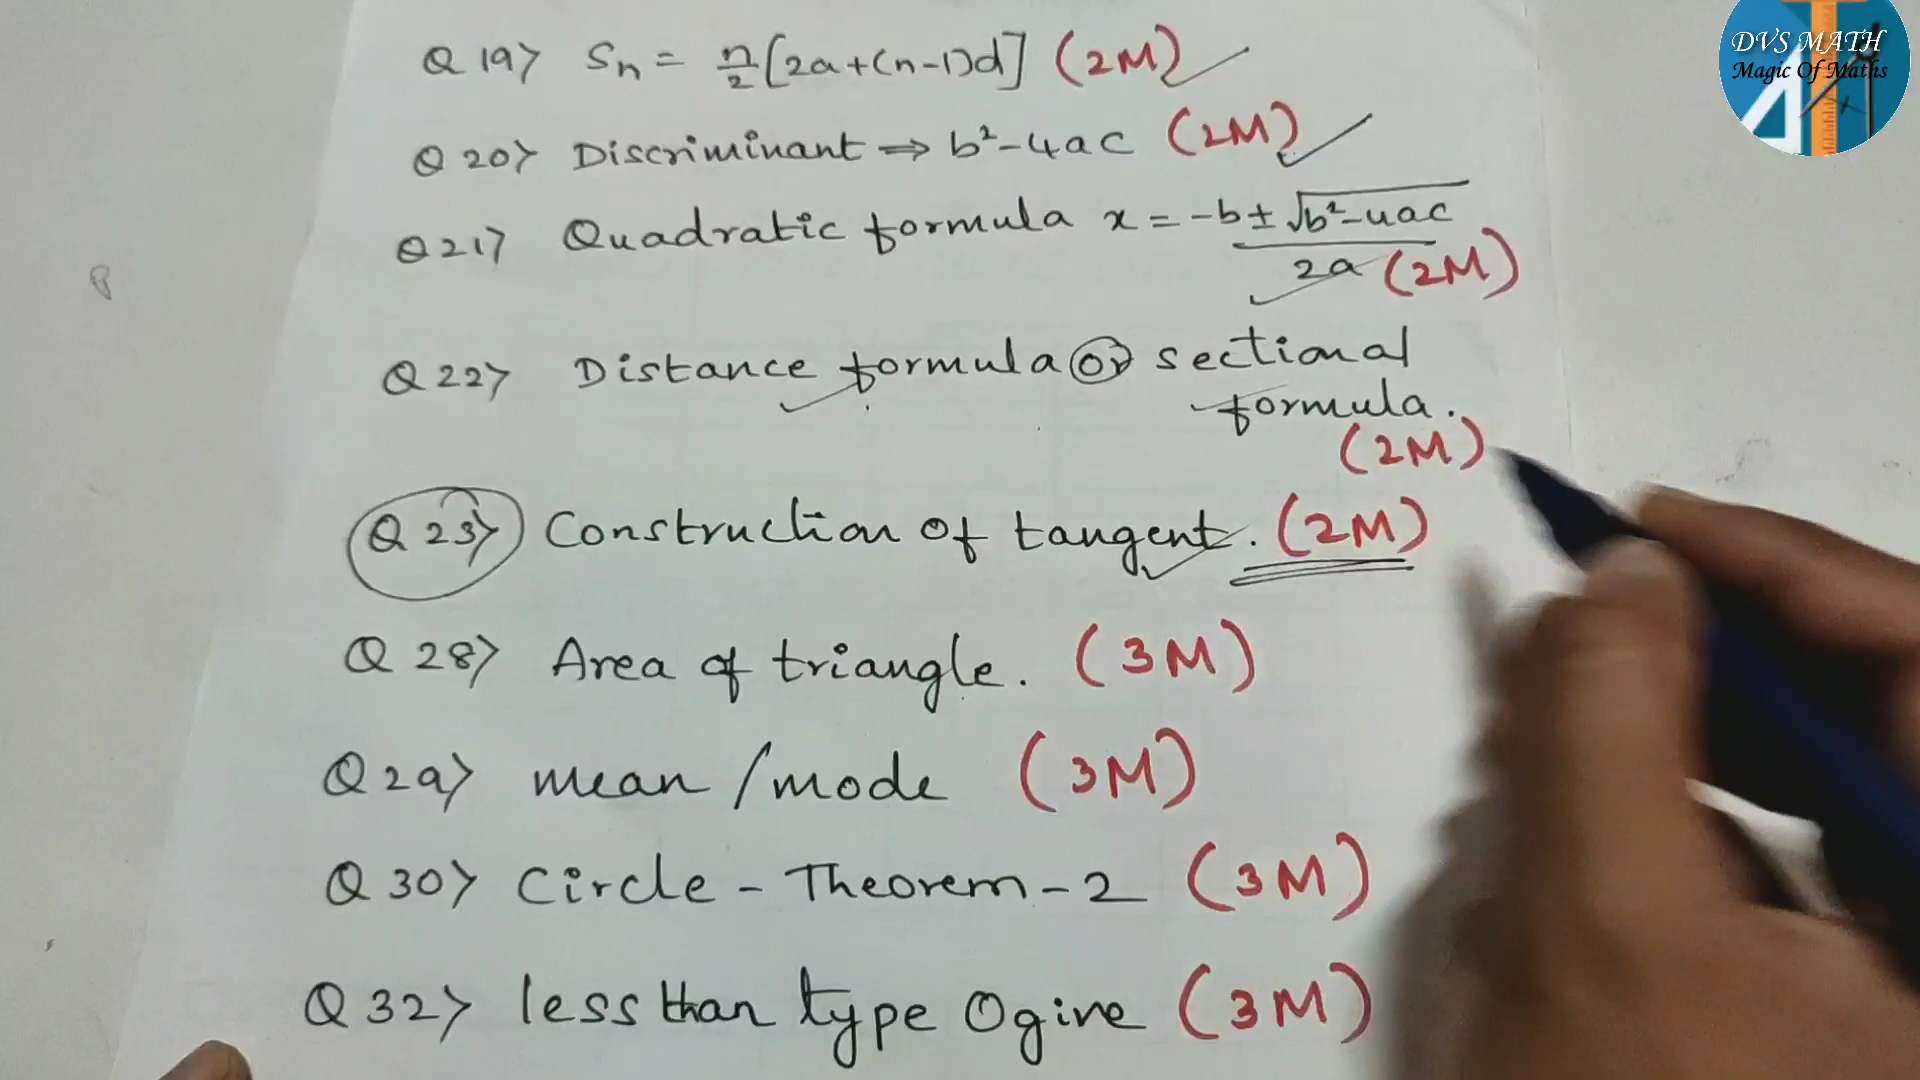 DVS MATH
Magic Of Maths
Q 19> Sn = n/2 [2a+(n-1)d] (2M)
Q 20> Discriminant ⇒ b²-4ac (2M)
Q 21> Quadratic formula x = -b ± √b²-4ac / 2a (2M)
Q 22> Distance formula or sectional
formula.
(2M)
Q 23> Construction of tangent. (2M)
Q 28> Area of triangle. (3M)
Q 29> mean / mode (3M)
Q 30> Circle - Theorem - 2 (3M)
Q 32> less than type Ogive (3M)